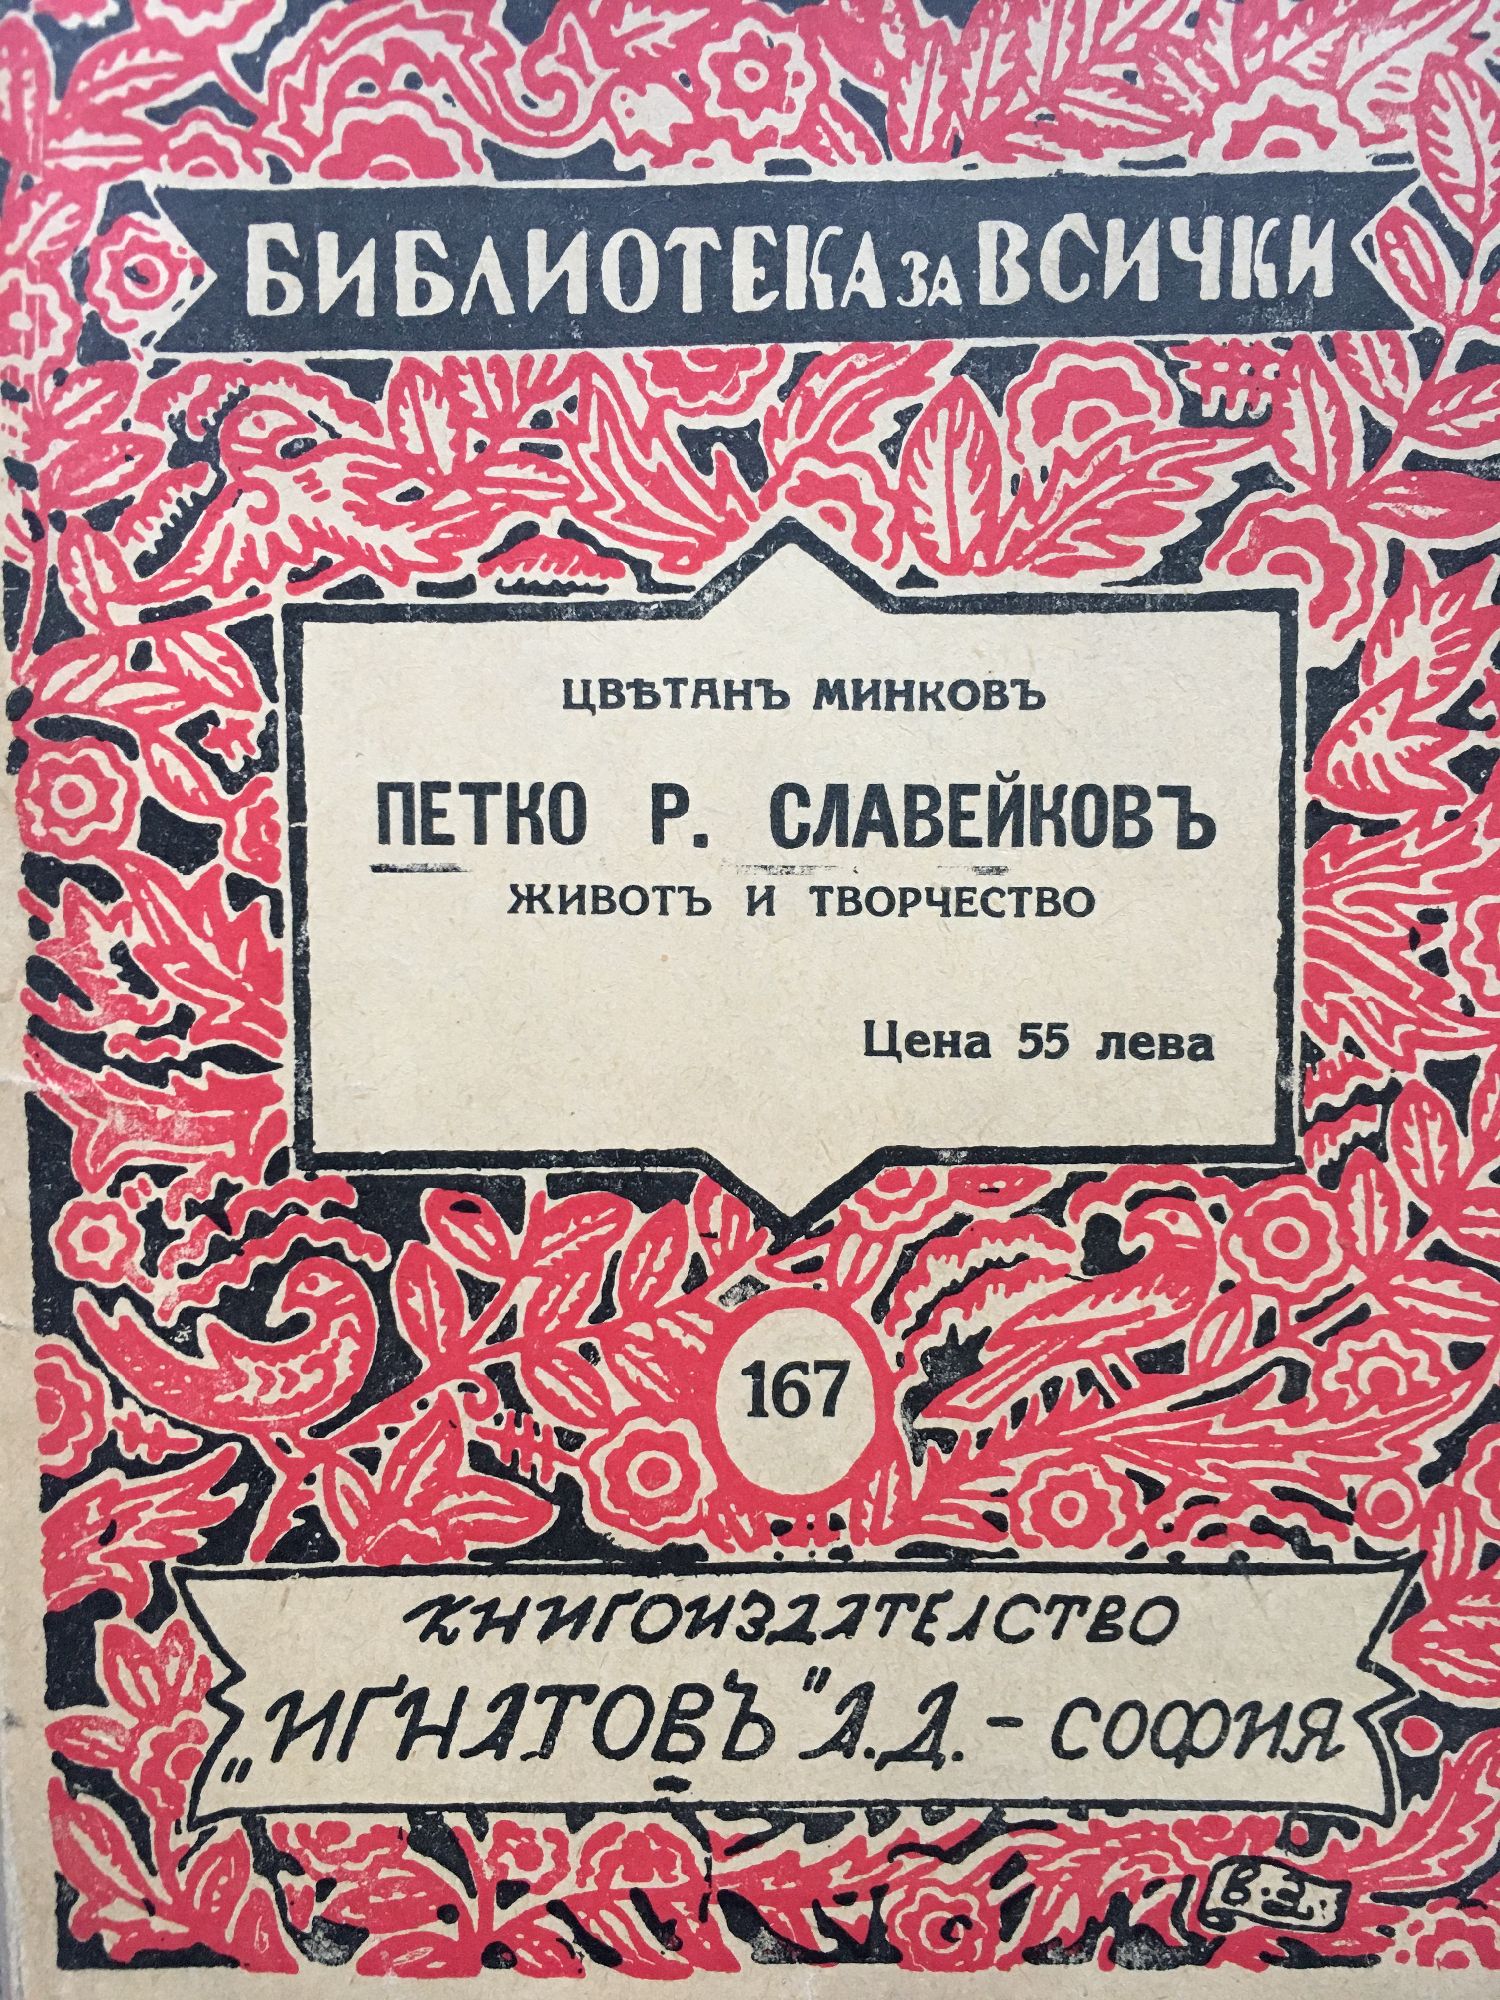 БИБЛИОТЕКА ЗА ВСИЧКИ
ЦВѢТАНЪ МИНКОВЪ
ПЕТКО Р. СЛАВЕЙКОВЪ
ЖИВОТЪ И ТВОРЧЕСТВО
Цена 55 лева
167
КНИГОИЗДАТЕЛСТВО
„ИГНАТОВЪ" А.Д. - СОФИЯ
В.З.